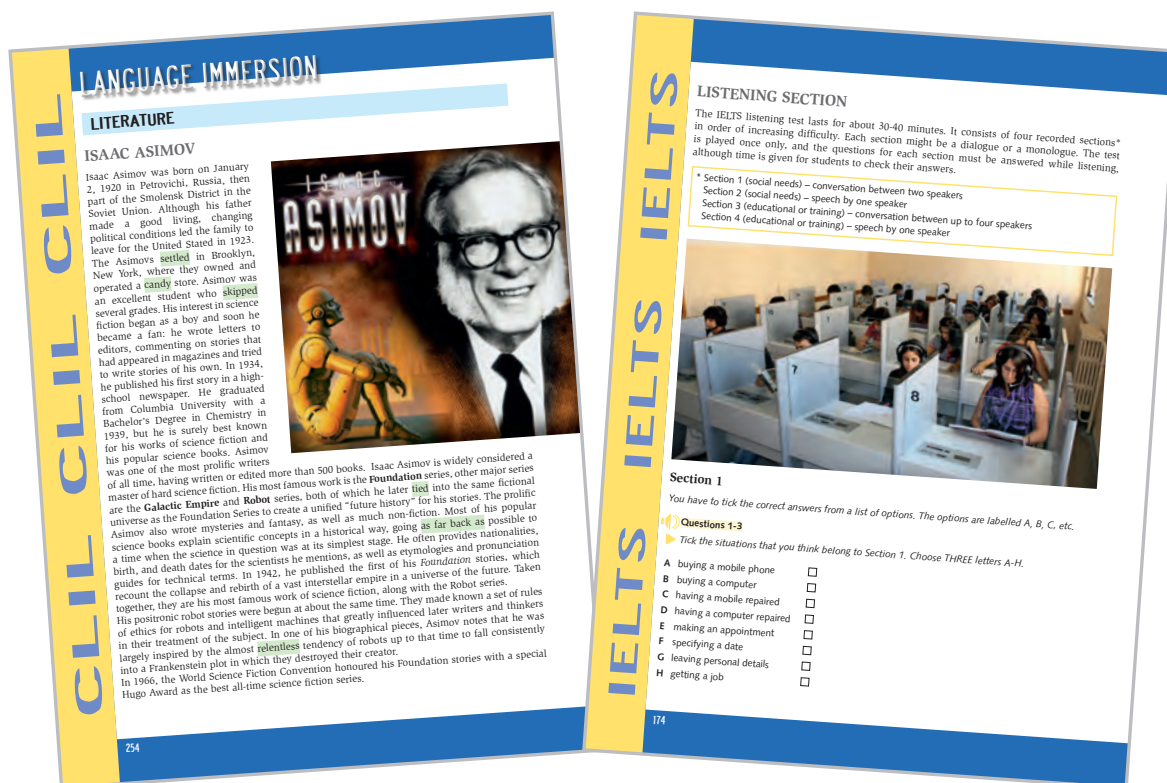 CLIL CLIL CLIL
LANGUAGE IMMERSION
LITERATURE
ISAAC ASIMOV
Isaac Asimov was born on January
2, 1920 in Petrovichi, Russia, then
part of the Smolensk District in the
Soviet Union. Although his father
made a good living, changing
political conditions led the family to
leave for the United Stated in 1923.
The Asimovs settled in Brooklyn,
New York, where they owned and
operated a candy store. Asimov was
an excellent student who skipped
several grades. His interest in science
fiction began as a boy and soon he
became a fan: he wrote letters to
editors, commenting on stories that
had appeared in magazines and tried
to write stories of his own. In 1934,
he published his first story in a high-
school newspaper. He graduated
from Columbia University with a
Bachelor's Degree in Chemistry in
1939, but he is surely best known
for his works of science fiction and
his popular science books. Asimov
was one of the most prolific writers
of all time, having written or edited more than 500 books. Isaac Asimov is widely considered a
master of hard science fiction. His most famous work is the Foundation series, other major series
are the Galactic Empire and Robot series, both of which he later tied into the same fictional
universe as the Foundation Series to create a unified "future history" for his stories. The prolific
Asimov also wrote mysteries and fantasy, as well as much non-fiction. Most of his popular
science books explain scientific concepts in a historical way, going as far back as possible to
a time when the science in question was at its simplest stage. He often provides nationalities,
birth, and death dates for the scientists he mentions, as well as etymologies and pronunciation
guides for technical terms. In 1942, he published the first of his Foundation stories, which
recount the collapse and rebirth of a vast interstellar empire in a universe of the future. Taken
together, they are his most famous work of science fiction, along with the Robot series.
His positronic robot stories were begun at about the same time. They made known a set of rules
of ethics for robots and intelligent machines that greatly influenced later writers and thinkers
in their treatment of the subject. In one of his biographical pieces, Asimov notes that he was
largely inspired by the almost relentless tendency of robots up to that time to fall consistently
into a Frankenstein plot in which they destroyed their creator.
In 1966, the World Science Fiction Convention honoured his Foundation stories with a special
Hugo Award as the best all-time science fiction series.
ISAAC
ASIMOV
254
IELTS IELTS IELTS
LISTENING SECTION
The IELTS listening test lasts for about 30-40 minutes. It consists of four recorded sections*
in order of increasing difficulty. Each section might be a dialogue or a monologue. The test
is played once only, and the questions for each section must be answered while listening,
although time is given for students to check their answers.
* Section 1 (social needs) – conversation between two speakers
Section 2 (social needs) – speech by one speaker
Section 3 (educational or training) – conversation between up to four speakers
Section 4 (educational or training) – speech by one speaker
6
7
8
Section 1
You have to tick the correct answers from a list of options. The options are labelled A, B, C, etc.
Questions 1-3
Tick the situations that you think belong to Section 1. Choose THREE letters A-H.
A buying a mobile phone
B buying a computer
C having a mobile repaired
D having a computer repaired
E making an appointment
F specifying a date
G leaving personal details
H getting a job
174